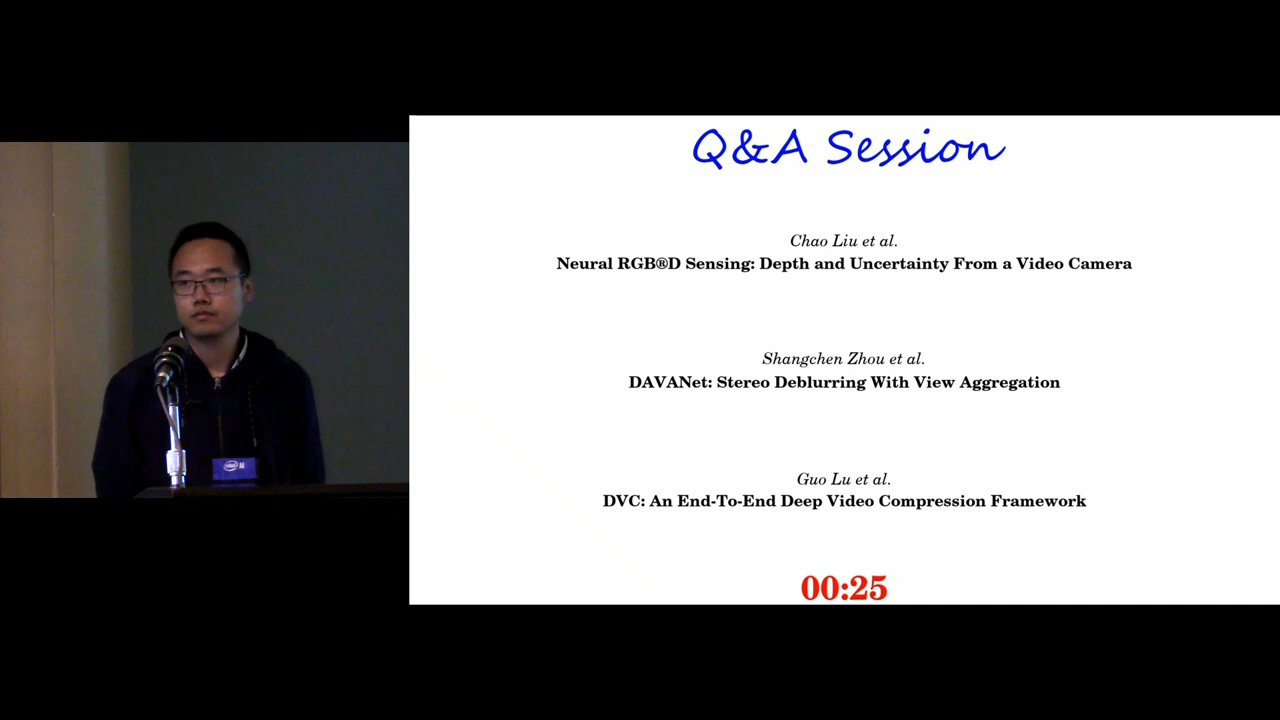 Q&A Session
Chao Liu et al.
Neural RGB®D Sensing: Depth and Uncertainty From a Video Camera
Shangchen Zhou et al.
DAVANet: Stereo Deblurring With View Aggregation
Guo Lu et al.
DVC: An End-To-End Deep Video Compression Framework
00:25
intel AI